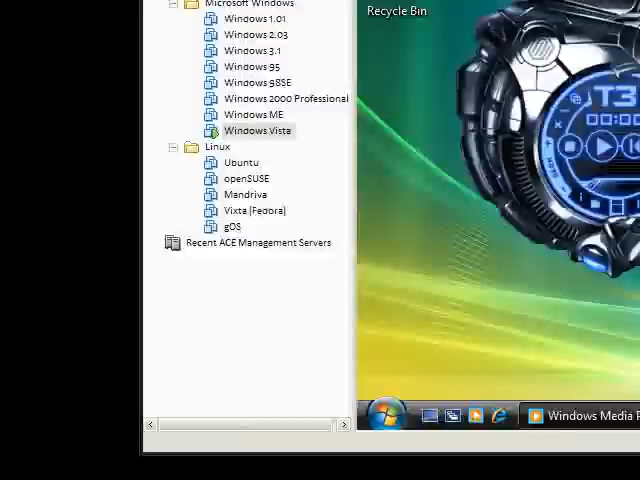 Microsoft Windows
Windows 1.01
Windows 2.03
Windows 3.1
Windows 95
Windows 98SE
Windows 2000 Professional
Windows ME
Windows Vista
Linux
Ubuntu
openSUSE
Mandriva
Vixta (Fedora)
gOS
Recent ACE Management Servers
Recycle Bin
T3
00:00
Windows Media P